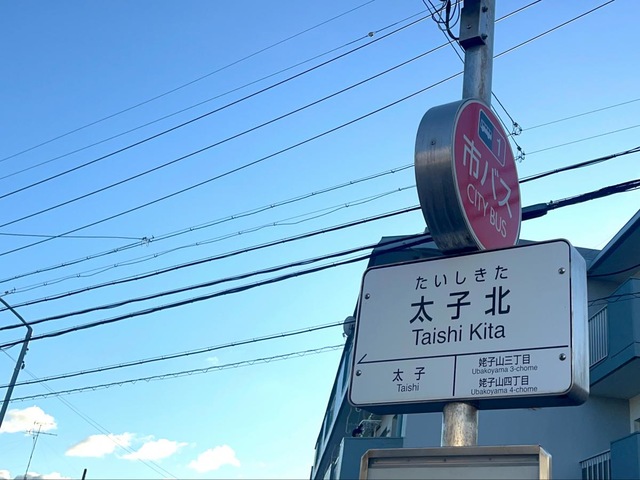 1
市バス
CITY BUS
たいしきた
太子北
Taishi Kita
太子
Taishi
姥子山三丁目
Ubakoyama 3-chome
姥子山四丁目
Ubakoyama 4-chome